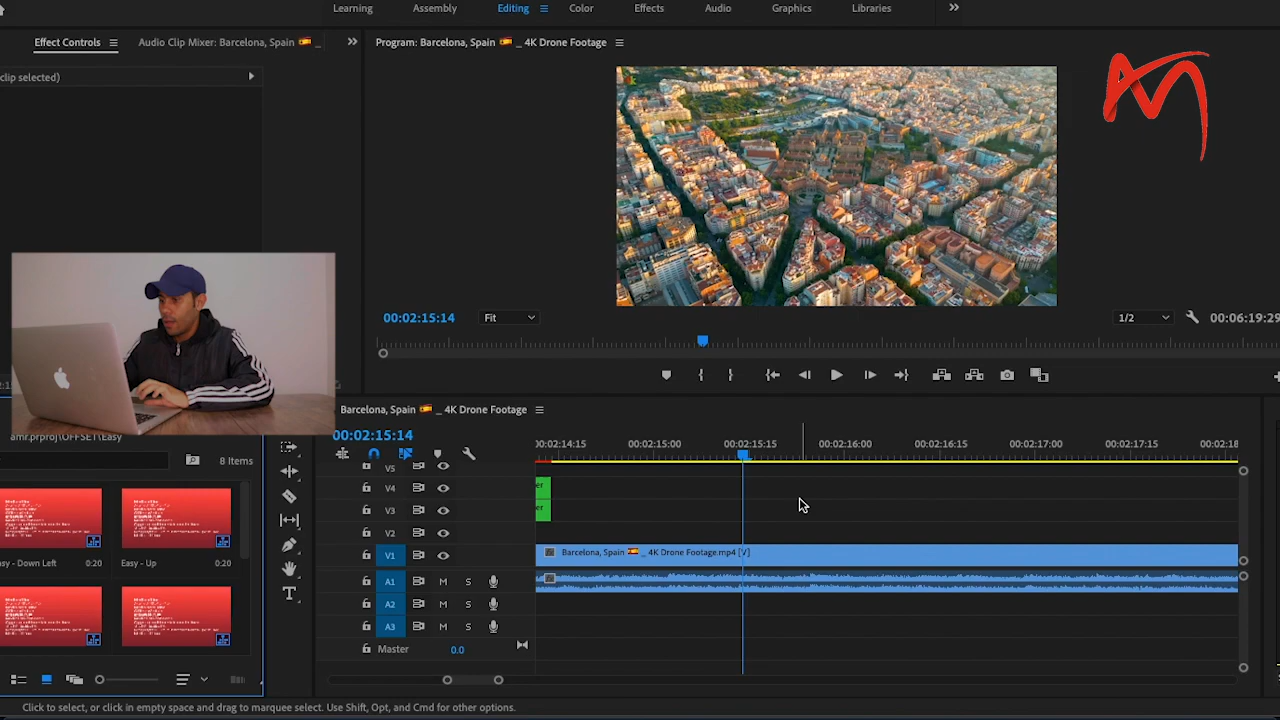 Learning Assembly Editing Color Effects Audio Graphics Libraries
Effect Controls Audio Clip Mixer: Barcelona, Spain 🇪🇸 _ Program: Barcelona, Spain 🇪🇸 _ 4K Drone Footage
clip selected)
00:02:15:14 Fit 1/2 00:06:19:29
Barcelona, Spain 🇪🇸 _ 4K Drone Footage
00:02:15:14
00:02:14:15 00:02:15:00 00:02:15:15 00:02:16:00 00:02:16:15 00:02:17:00 00:02:17:15 00:02:18
amr.prproj\OFFSET\Easy
8 Items
V5
V4 er
V3 er
V2
V1 Barcelona, Spain 🇪🇸 _ 4K Drone Footage.mp4 [V]
A1 M S
A2 M S
A3 M S
Master 0.0
sy - Down Left 0:20 Easy - Up 0:20
Click to select, or click in empty space and drag to marquee select. Use Shift, Opt, and Cmd for other options.